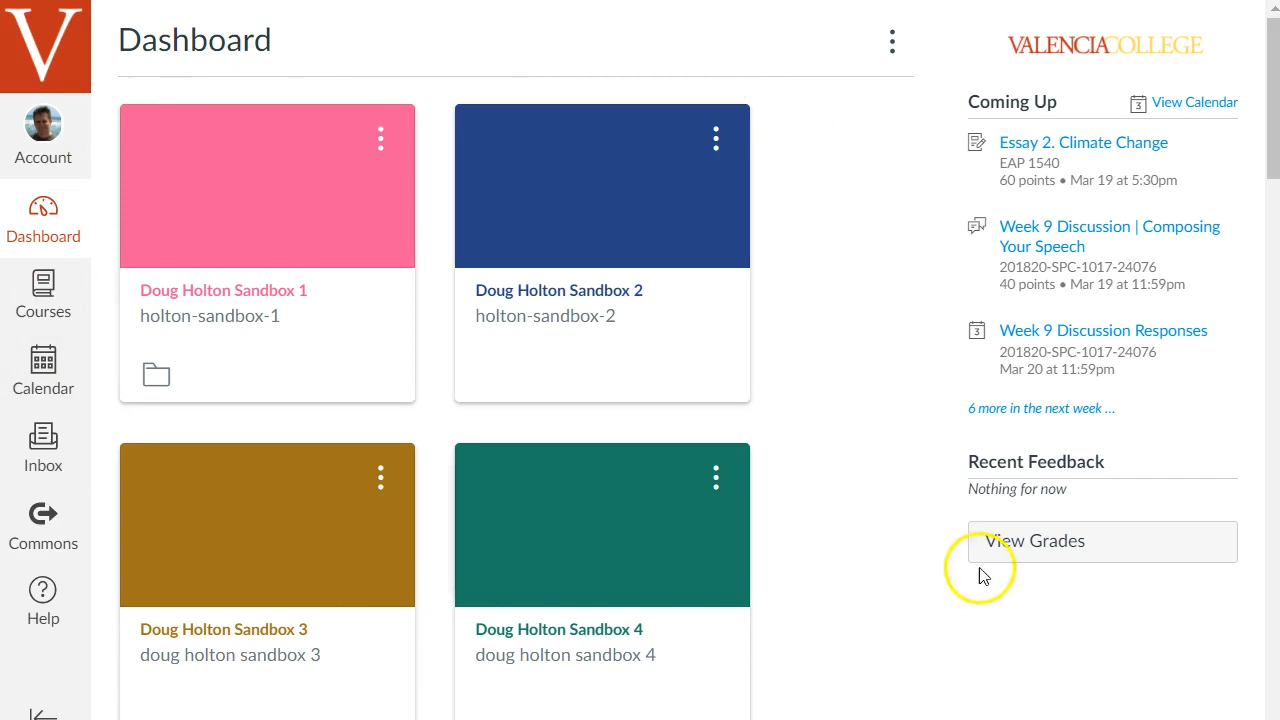 V
Account
Dashboard
Courses
Calendar
Inbox
Commons
Help
Dashboard
Doug Holton Sandbox 1
holton-sandbox-1
Doug Holton Sandbox 2
holton-sandbox-2
Doug Holton Sandbox 3
doug holton sandbox 3
Doug Holton Sandbox 4
doug holton sandbox 4
VALENCIACOLLEGE
Coming Up
3 View Calendar
Essay 2. Climate Change
EAP 1540
60 points • Mar 19 at 5:30pm
Week 9 Discussion | Composing
Your Speech
201820-SPC-1017-24076
40 points • Mar 19 at 11:59pm
3 Week 9 Discussion Responses
201820-SPC-1017-24076
Mar 20 at 11:59pm
6 more in the next week ...
Recent Feedback
Nothing for now
View Grades